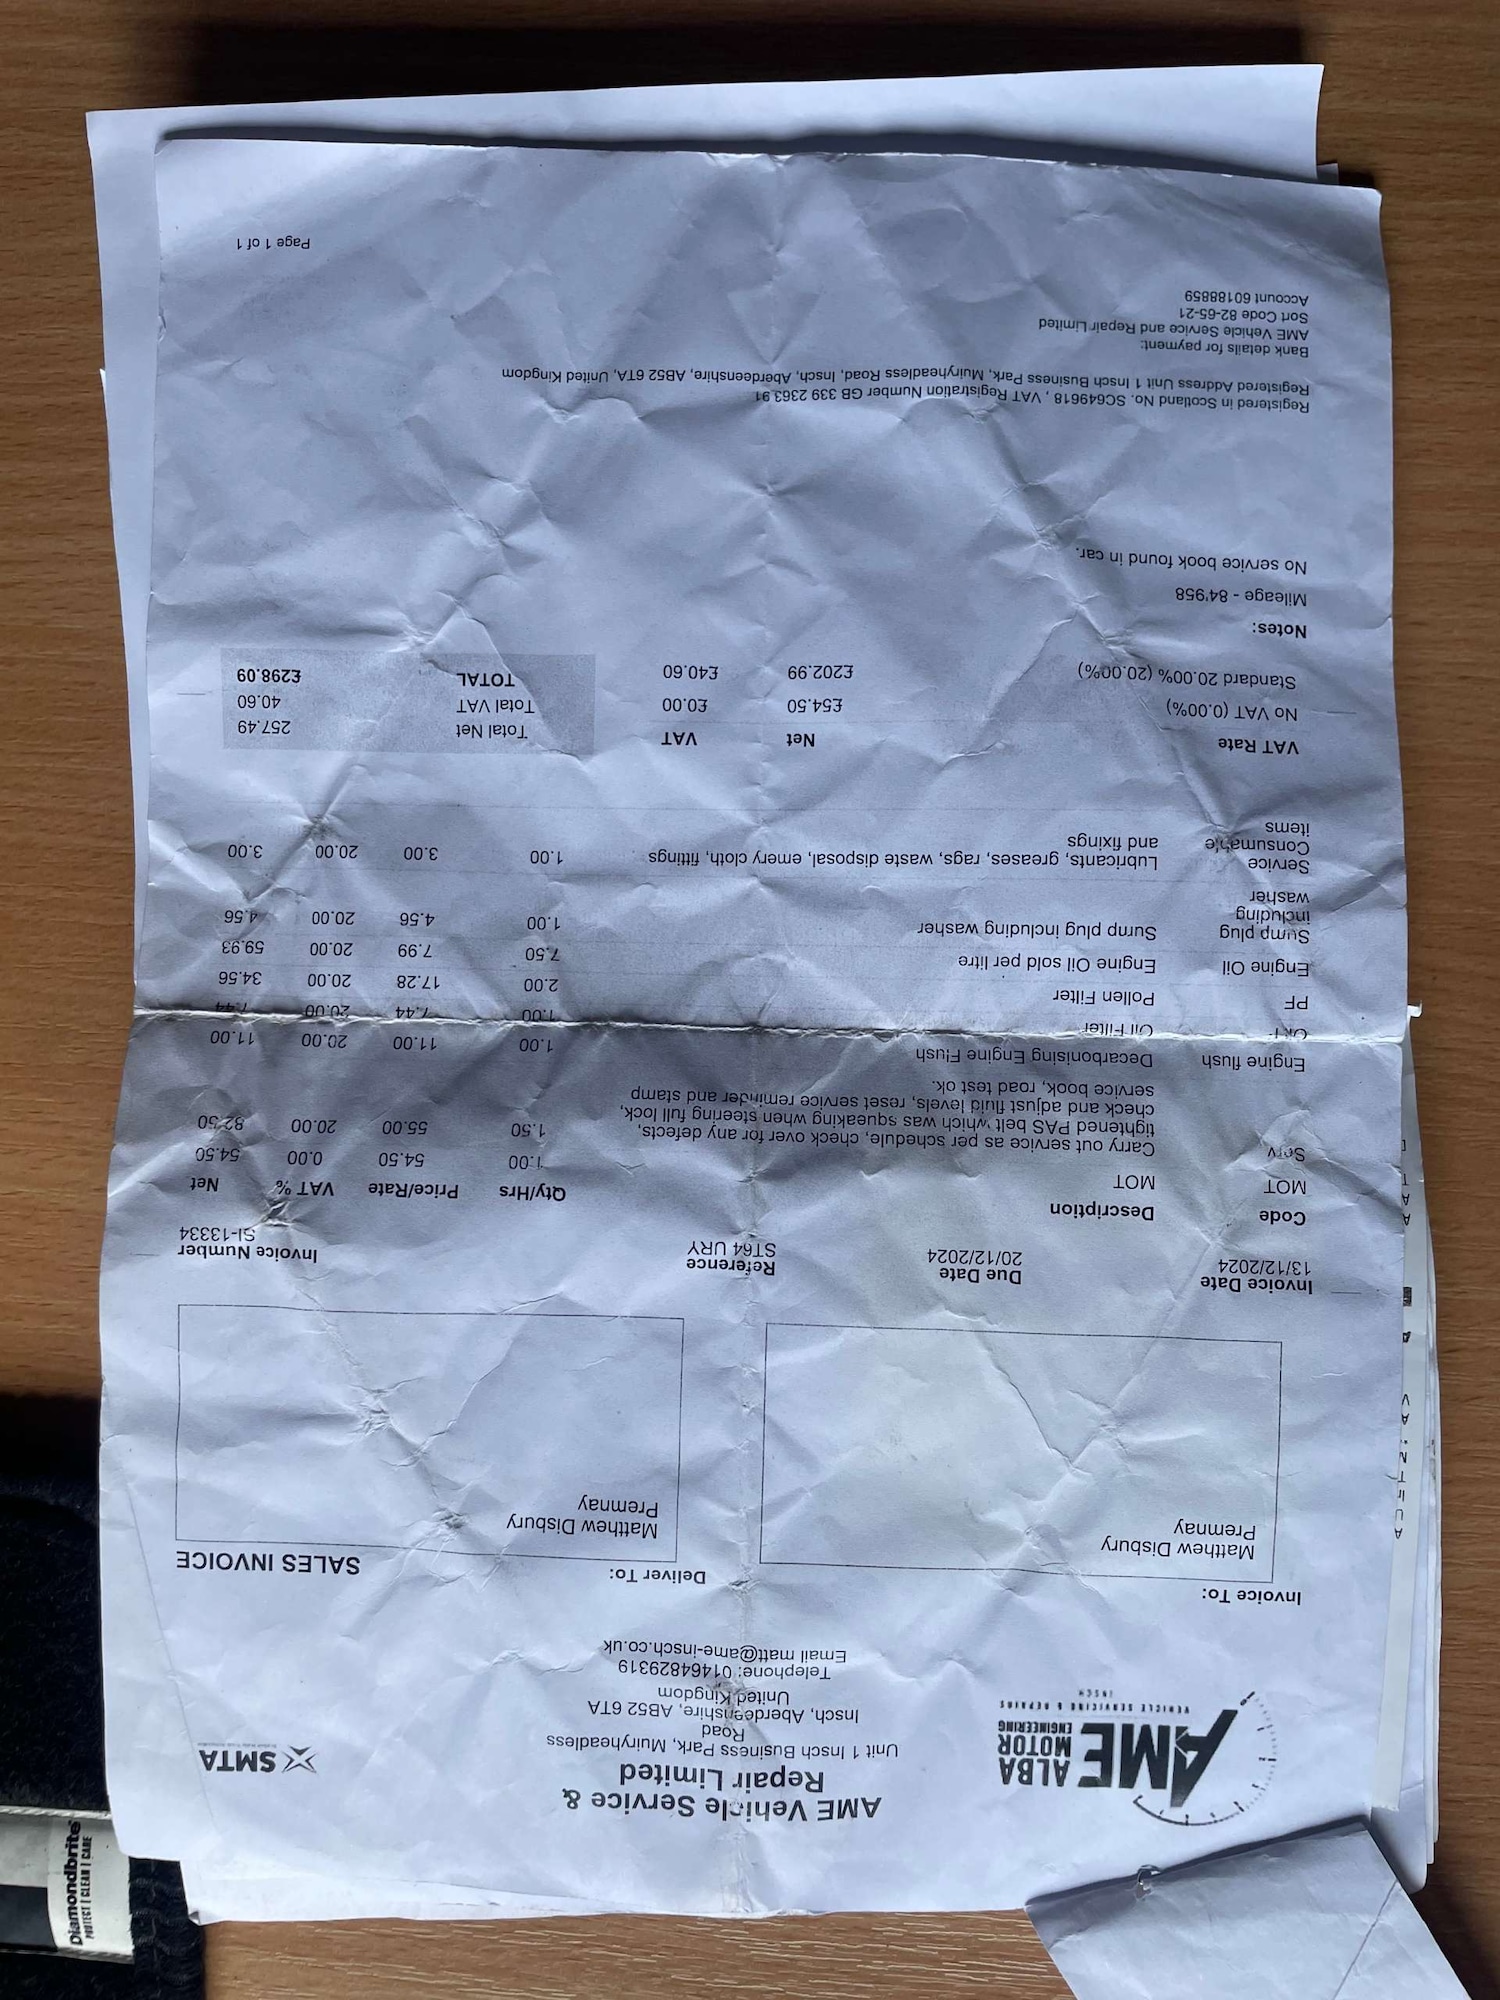 AME ALBA
MOTOR
ENGINEERING
VEHICLE SERVICING & REPAIRS
INSCH
AME Vehicle Service &
Repair Limited
Unit 1 Insch Business Park, Muiryheadless
Road
Insch, Aberdeenshire, AB52 6TA
United Kingdom
Telephone: 01464829319
Email matt@ame-insch.co.uk
SMTA
Invoice To:
Matthew Disbury
Premnay
Deliver To:
Matthew Disbury
Premnay
SALES INVOICE
Invoice Date Due Date Reference Invoice Number
13/12/2024 20/12/2024 ST64 URY SI-13334
Code Description Qty/Hrs Price/Rate VAT % Net
MOT MOT 1.00 54.50 0.00 54.50
Serv Carry out service as per schedule, check over for any defects, 1.50 55.00 20.00 82.50
tightened PAS belt which was squeaking when steering full lock,
check and adjust fluid levels, reset service reminder and stamp
service book, road test ok.
Engine flush Decarbonising Engine Flush 1.00 11.00 20.00 11.00
Oil Filter 1.00 7.44 20.00 7.44
PF Pollen Filter 2.00 17.28 20.00 34.56
Engine Oil Engine Oil sold per litre 7.50 7.99 20.00 59.93
Sump plug Sump plug including washer 1.00 4.56 20.00 4.56
including
washer
Service Lubricants, greases, rags, waste disposal, emery cloth, fittings 1.00 3.00 20.00 3.00
Consumable and fixings
items
VAT Rate Net VAT
No VAT (0.00%) £54.50 £0.00
Standard 20.00% (20.00%) £202.99 £40.60
Total Net 257.49
Total VAT 40.60
TOTAL £298.09
Notes:
Mileage - 84'958
No service book found in car.
Registered in Scotland No. SC649618 , VAT Registration Number GB 339 2363 91
Registered Address Unit 1 Insch Business Park, Muiryheadless Road, Insch, Aberdeenshire, AB52 6TA, United Kingdom
Bank details for payment:
AME Vehicle Service and Repair Limited
Sort Code 82-65-21
Account 60188859
Page 1 of 1
Diamondbrite
PROTECT | CLEAN | CARE